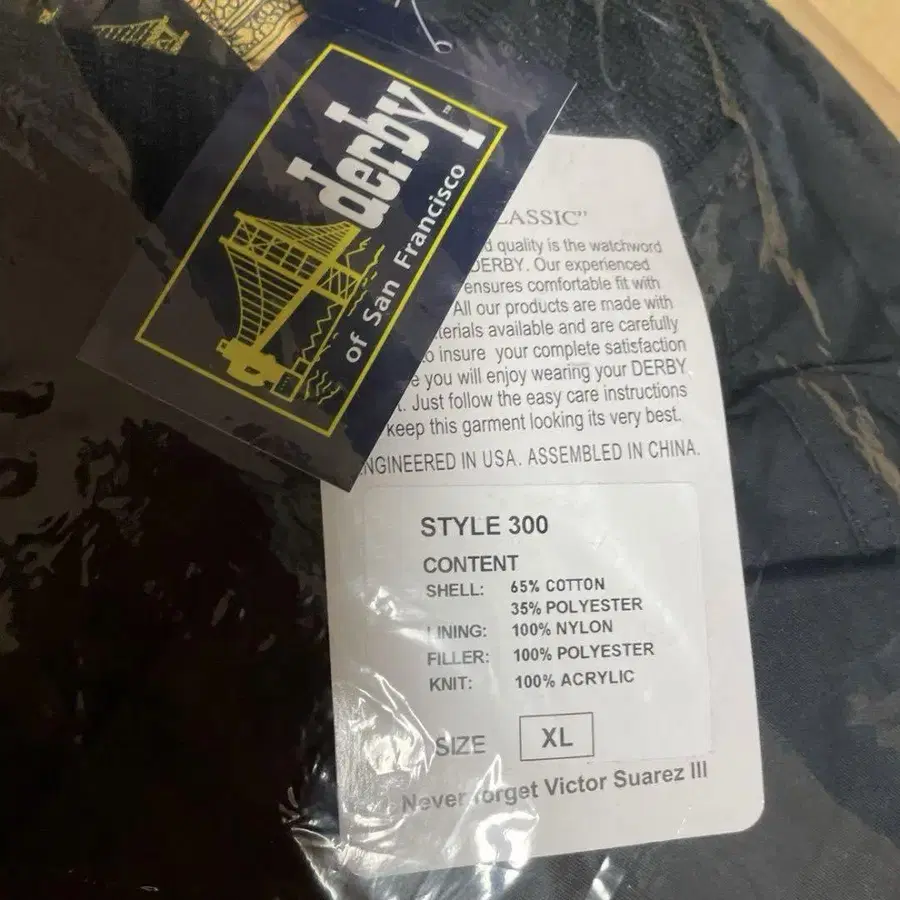 derby™
of San Francisco
LASSIC”
quality is the watchword
DERBY. Our experienced
ensures comfortable fit with
All our products are made with
available and are carefully
insure your complete satisfaction
you will enjoy wearing your DERBY
Just follow the easy care instructions
keep this garment looking its very best.
NGINEERED IN USA. ASSEMBLED IN CHINA.
STYLE 300
CONTENT
SHELL: 65% COTTON
35% POLYESTER
LINING: 100% NYLON
FILLER: 100% POLYESTER
KNIT: 100% ACRYLIC
SIZE XL
Never forget Victor Suarez III